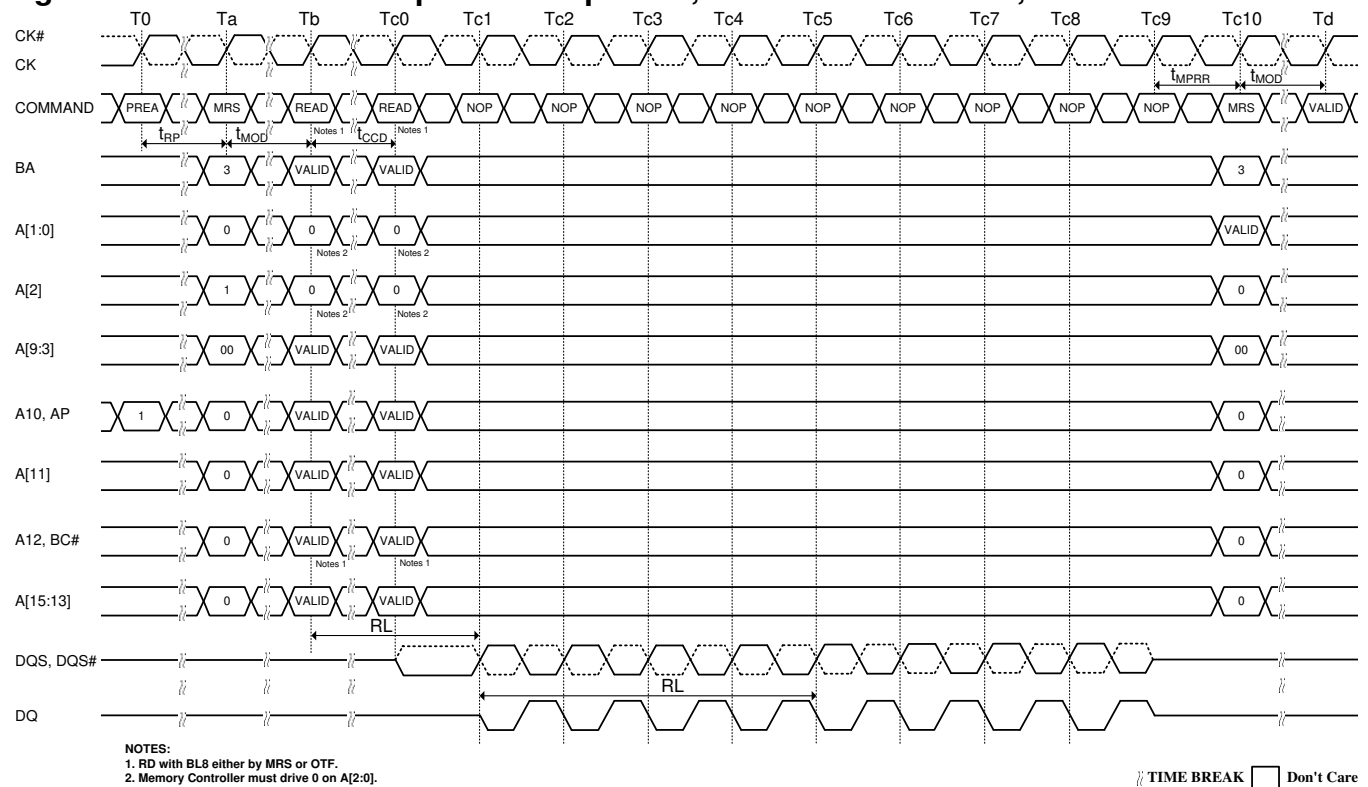 T0 Ta Tb Tc0 Tc1 Tc2 Tc3 Tc4 Tc5 Tc6 Tc7 Tc8 Tc9 Tc10 Td
CK#
CK
tMPRR tMOD
COMMAND PREA MRS READ READ NOP NOP NOP NOP NOP NOP NOP NOP NOP MRS VALID
Notes 1 Notes 1
tRP tMOD tCCD
BA 3 VALID VALID 3
A[1:0] 0 0 0 VALID
Notes 2 Notes 2
A[2] 1 0 0 0
Notes 2 Notes 2
A[9:3] 00 VALID VALID 00
A10, AP 1 0 VALID VALID 0
A[11] 0 VALID VALID 0
A12, BC# 0 VALID VALID 0
Notes 1 Notes 1
A[15:13] 0 VALID VALID 0
RL
DQS, DQS#
RL
DQ
NOTES:
1. RD with BL8 either by MRS or OTF.
2. Memory Controller must drive 0 on A[2:0].
TIME BREAK Don't Care